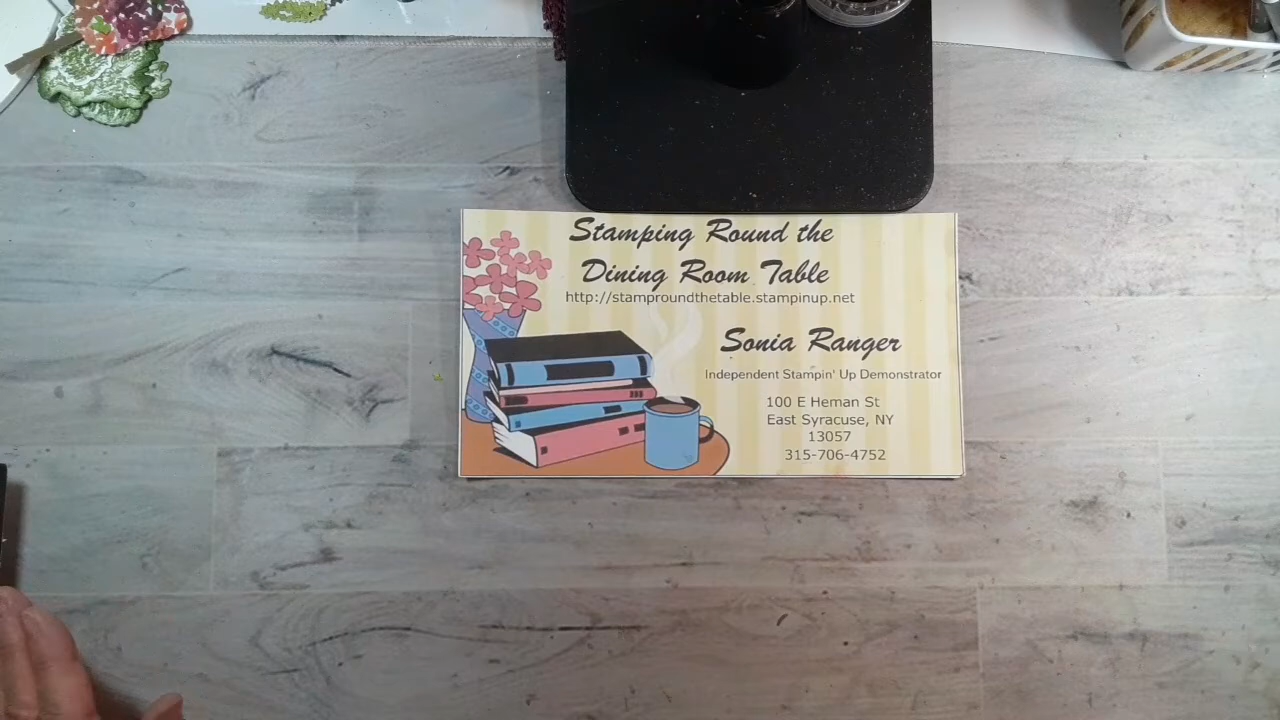 Stamping Round the
Dining Room Table
http://stamproundthetable.stampinup.net
Sonia Ranger
Independent Stampin' Up Demonstrator
100 E Heman St
East Syracuse, NY
13057
315-706-4752